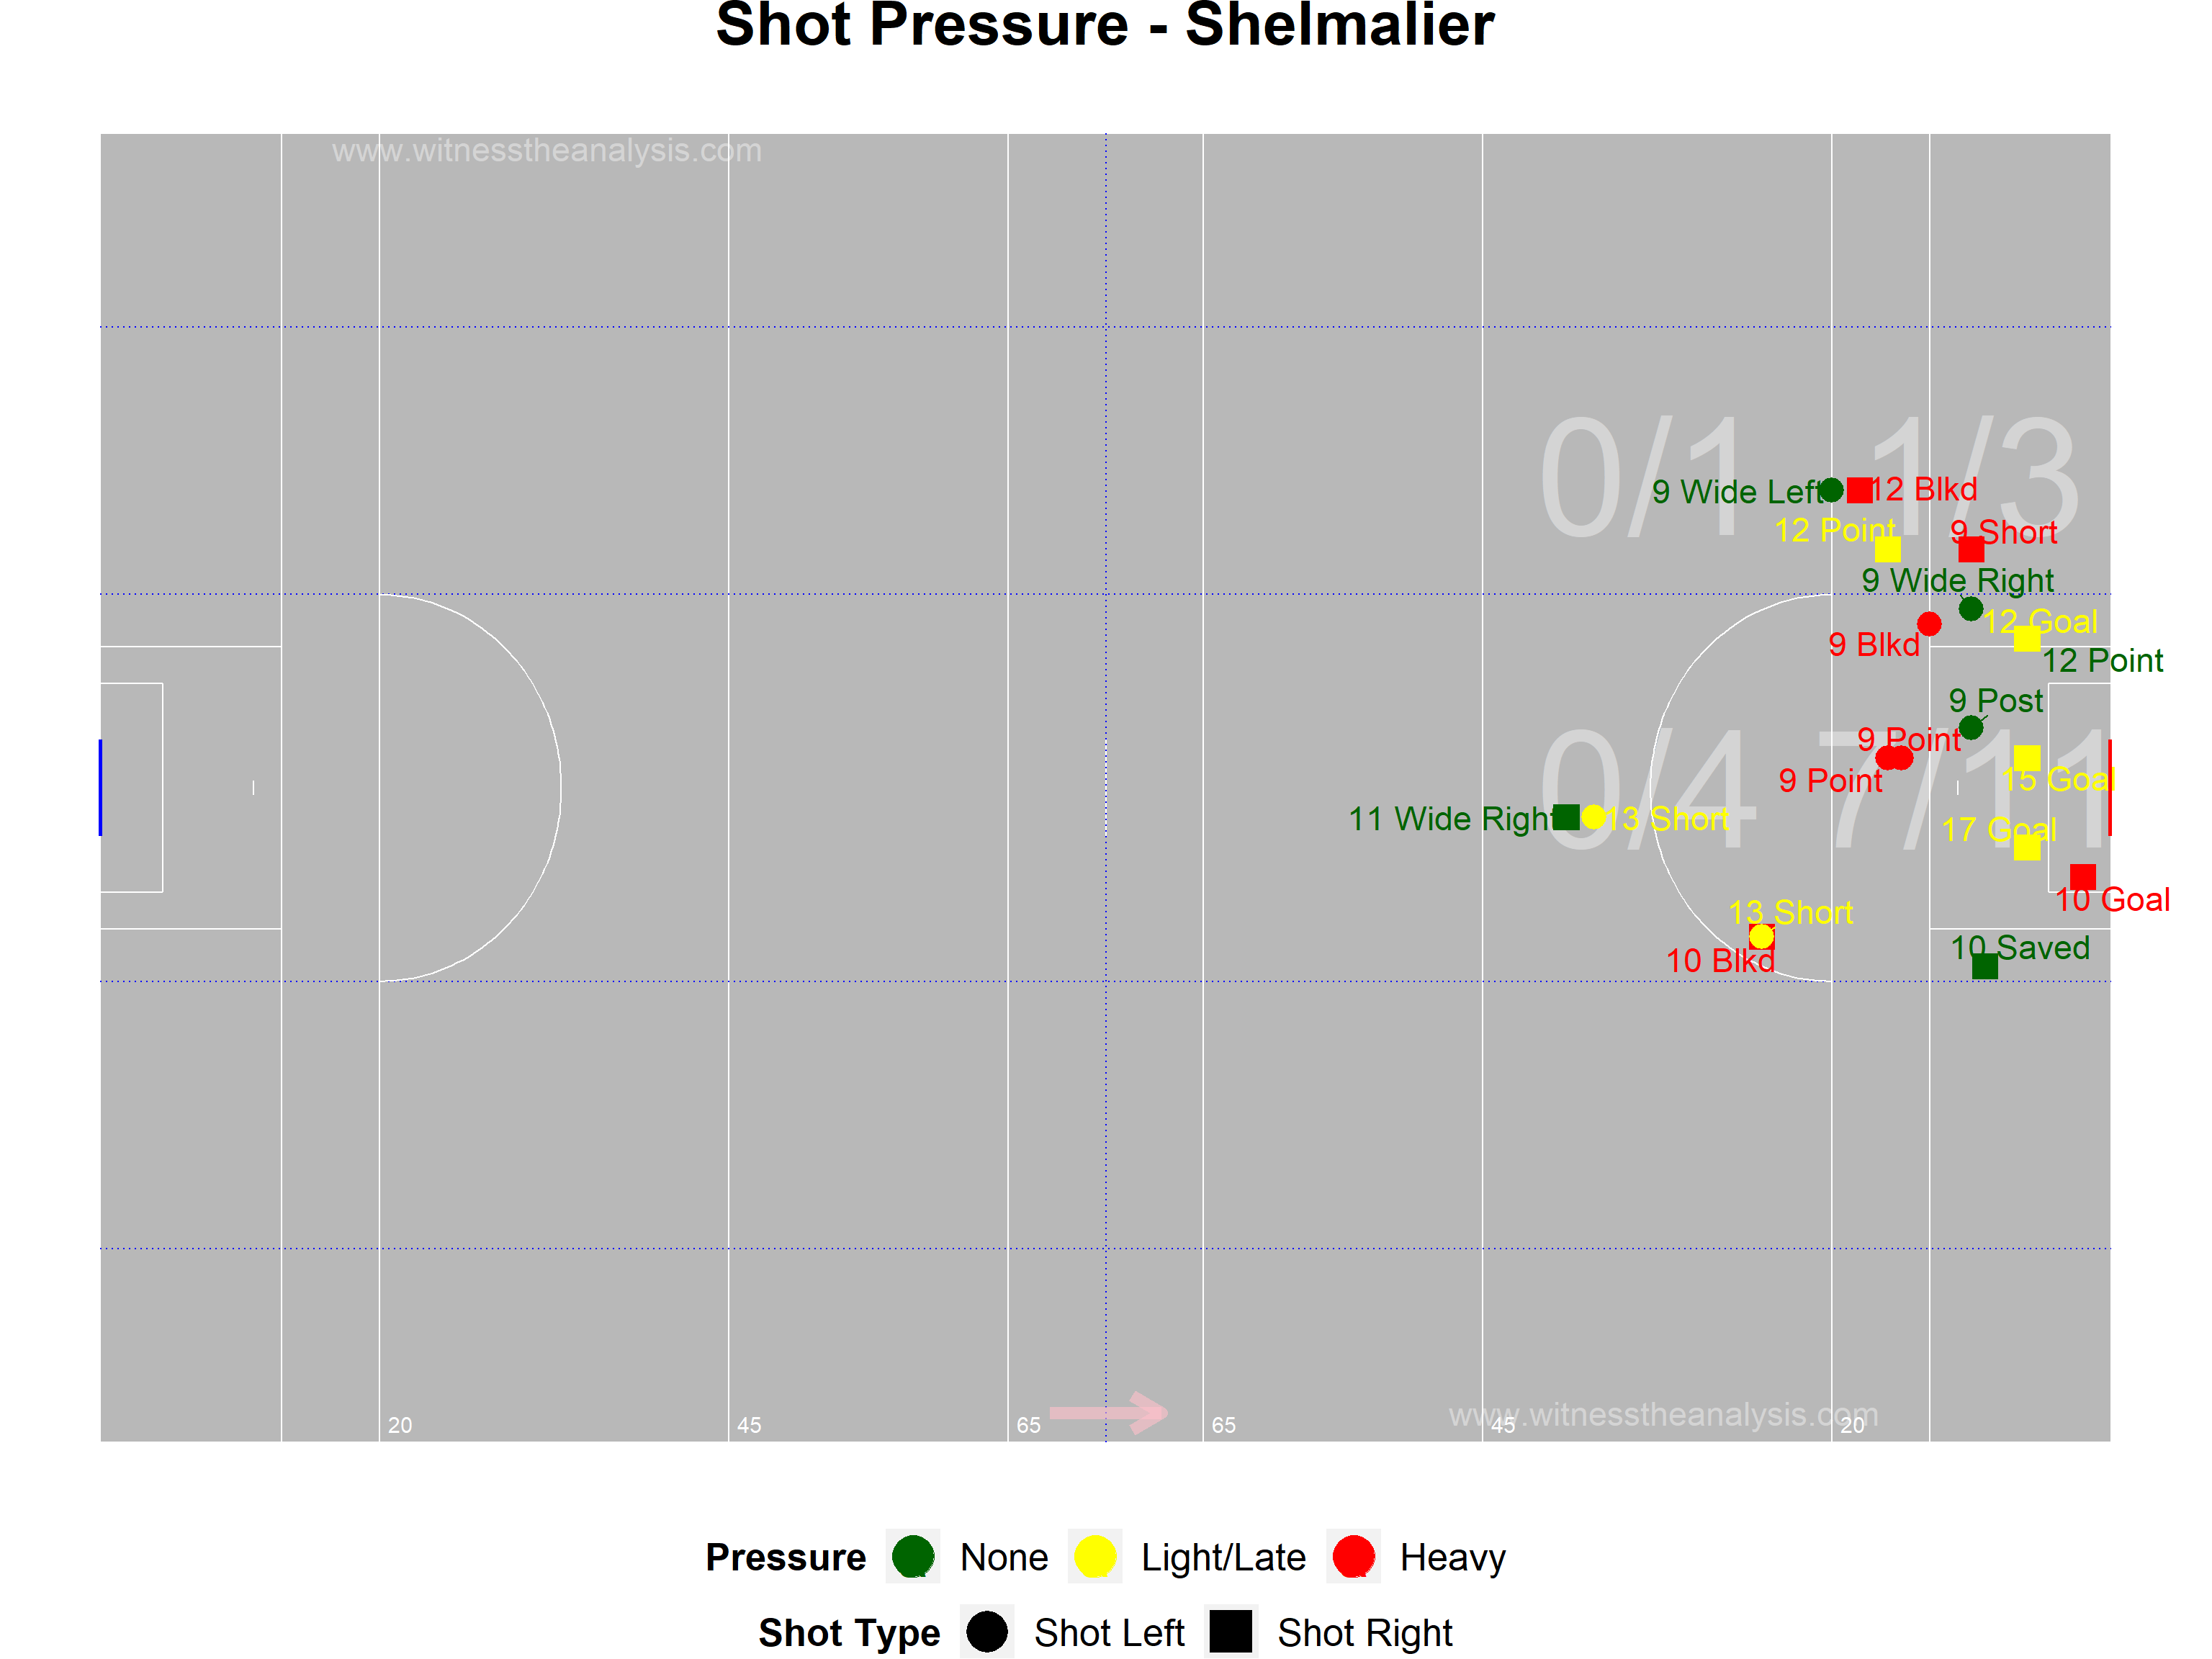 Shot Pressure - Shelmalier
www.witnesstheanalysis.com
0/1 1/3
9 Wide Left
12 Blkd
12 Point
9 Short
9 Wide Right
12 Goal
9 Blkd
12 Point
9 Post
9 Point
9 Point
15 Goal
0/4 7/11
11 Wide Right
13 Short
17 Goal
10 Goal
13 Short
10 Saved
10 Blkd
www.witnesstheanalysis.com
20 45 65 65 45 20
Pressure None Light/Late Heavy
Shot Type Shot Left Shot Right